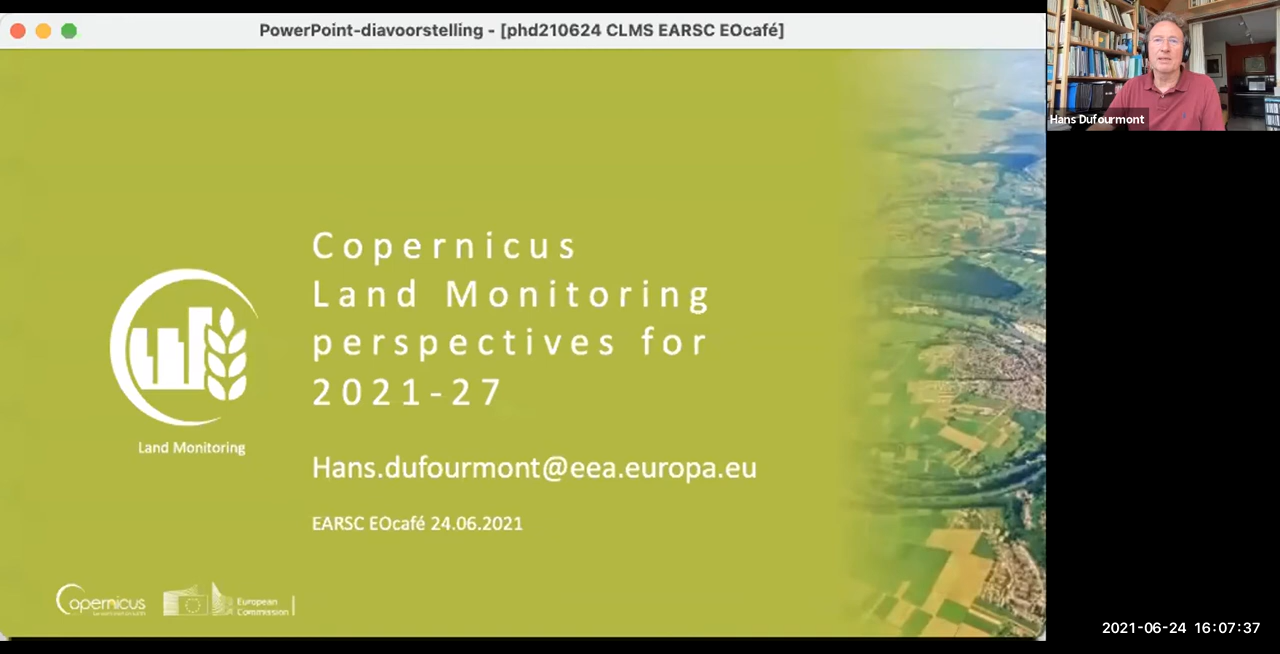 PowerPoint-diavoorstelling - [phd210624 CLMS EARSC EOcafé]
Hans Dufourmont
Copernicus
Land Monitoring
perspectives for
2021-27
Land Monitoring
Hans.dufourmont@eea.europa.eu
EARSC EOcafé 24.06.2021
Copernicus
European
Commission
2021-06-24 16:07:37